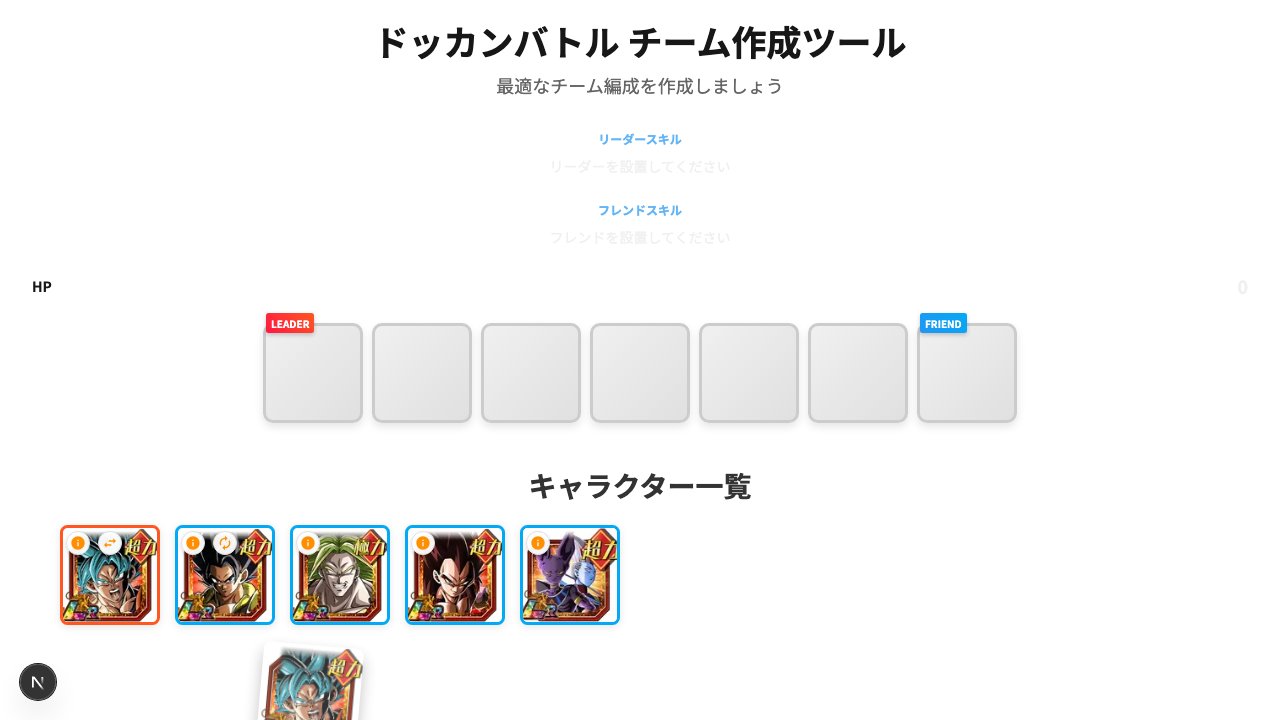 ドッカンバトル チーム作成ツール
最適なチーム編成を作成しましょう
リーダースキル
リーダーを設置してください
フレンドスキル
フレンドを設置してください
HP 0
LEADER FRIEND
キャラクター一覧
超力 超力 極力 超力 超力
LR LR LR LR LR
超力
N